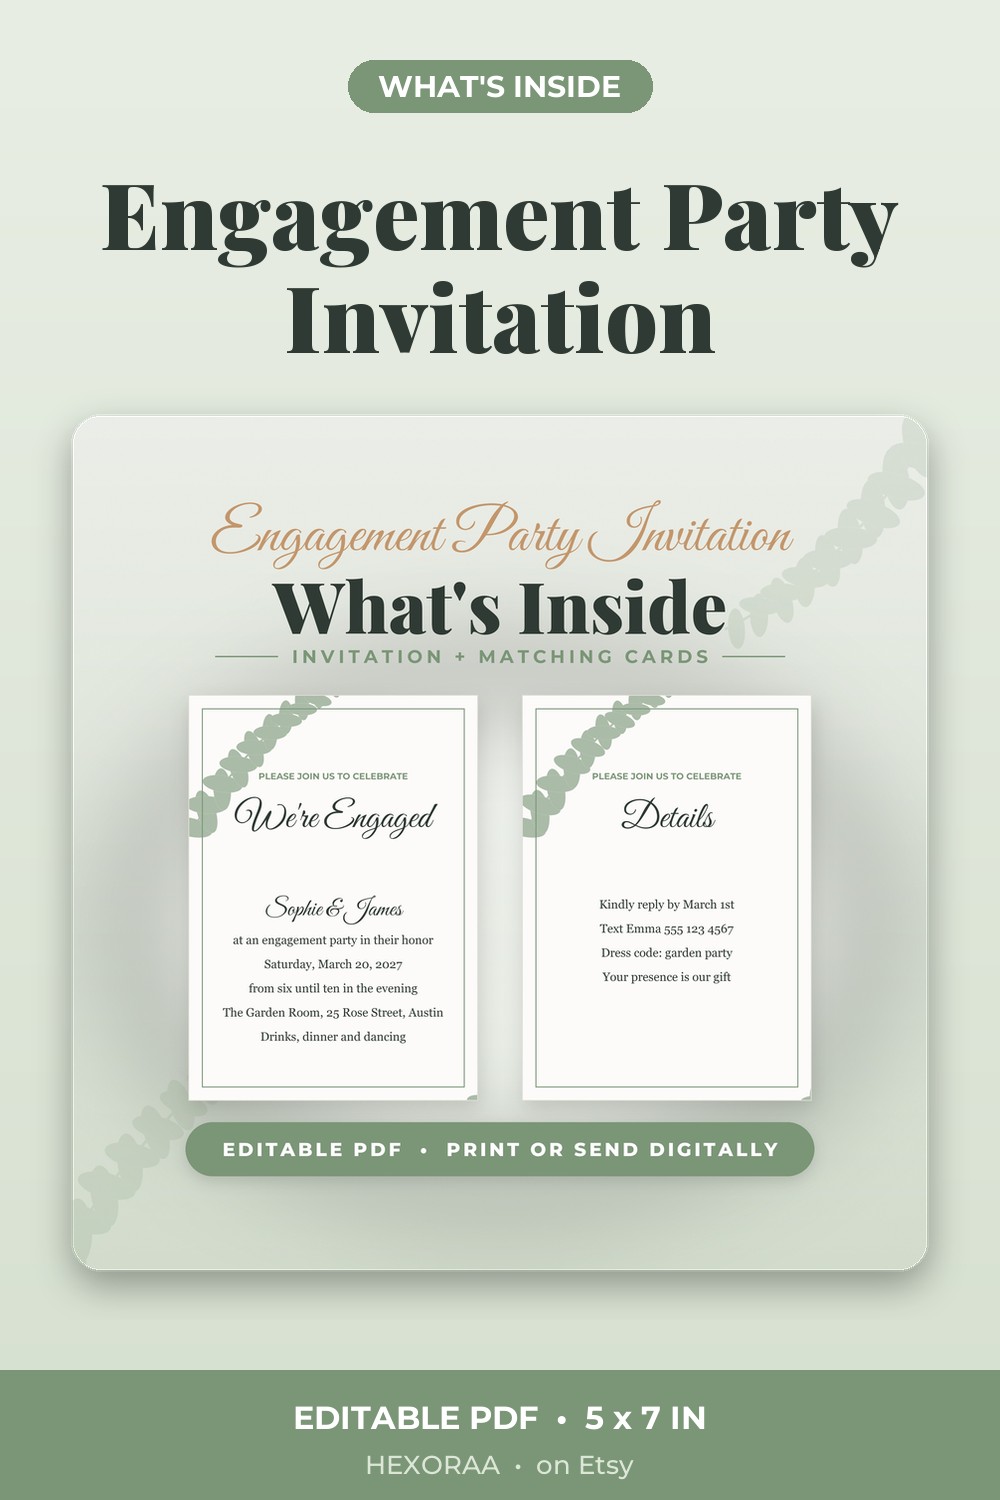 WHAT'S INSIDE
Engagement Party
Invitation
Engagement Party Invitation
What's Inside
INVITATION + MATCHING CARDS
PLEASE JOIN US TO CELEBRATE
We're Engaged
Sophie & James
at an engagement party in their honor
Saturday, March 20, 2027
from six until ten in the evening
The Garden Room, 25 Rose Street, Austin
Drinks, dinner and dancing
PLEASE JOIN US TO CELEBRATE
Details
Kindly reply by March 1st
Text Emma 555 123 4567
Dress code: garden party
Your presence is our gift
EDITABLE PDF • PRINT OR SEND DIGITALLY
EDITABLE PDF • 5 x 7 IN
HEXORAA • on Etsy